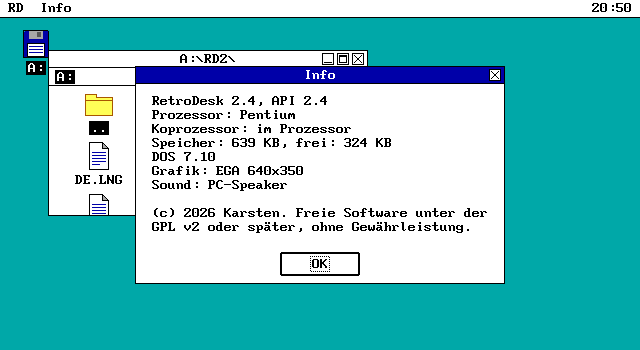 RD Info 20:50
A:
A:\RD2\
A:
..
DE.LNG
Info
RetroDesk 2.4, API 2.4
Prozessor: Pentium
Koprozessor: im Prozessor
Speicher: 639 KB, frei: 324 KB
DOS 7.10
Grafik: EGA 640x350
Sound: PC-Speaker
(c) 2026 Karsten. Freie Software unter der
GPL v2 oder später, ohne Gewährleistung.
OK